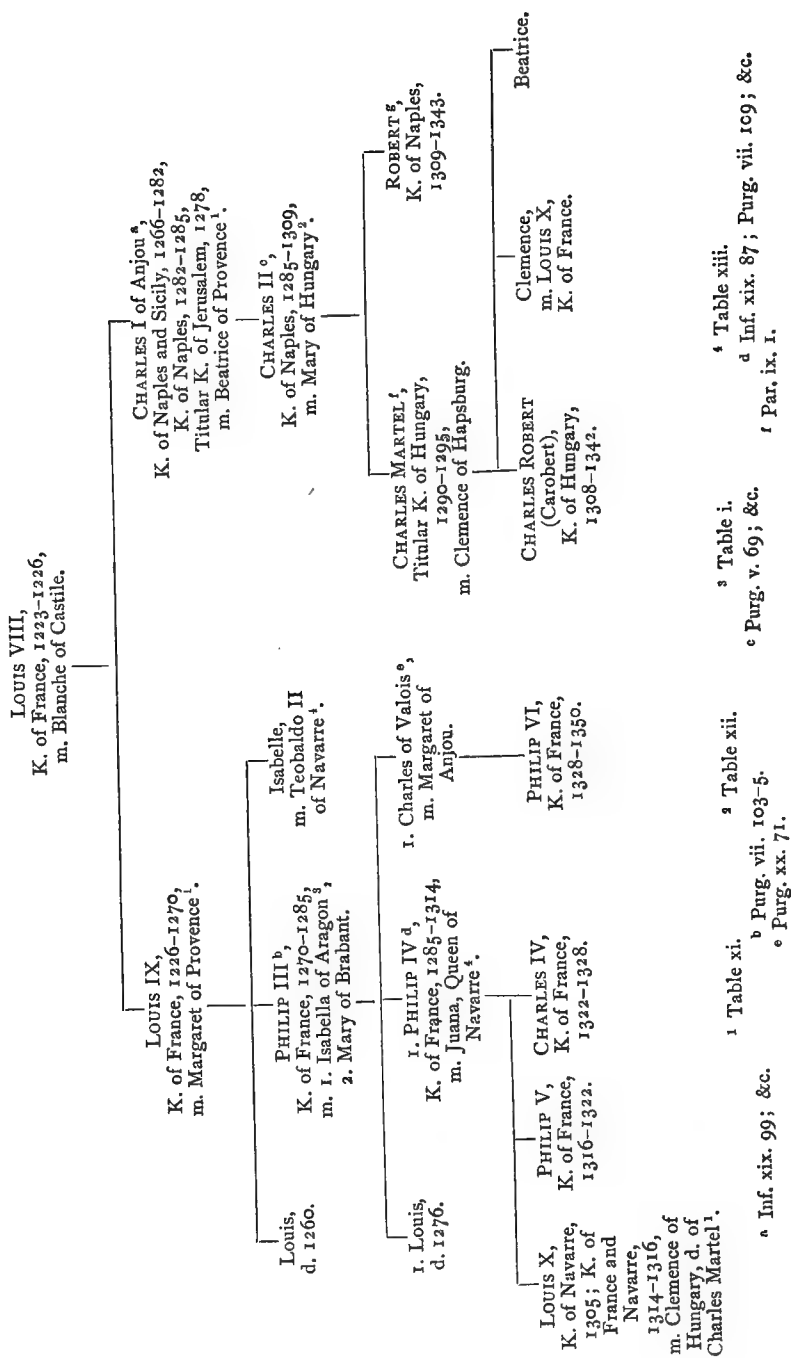 LOUIS VIII,
K. of France, 1223–1226,
m. Blanche of Castile.
LOUIS IX,
K. of France, 1226–1270,
m. Margaret of Provence ¹.
CHARLES I of Anjou ᵃ,
K. of Naples and Sicily, 1266–1282,
K. of Naples, 1282–1285,
Titular K. of Jerusalem, 1278,
m. Beatrice of Provence ¹.
Louis,
d. 1260.
PHILIP III ᵇ,
K. of France, 1270–1285,
m. 1. Isabella of Aragon ³,
2. Mary of Brabant.
Isabelle,
m. Teobaldo II
of Navarre ⁴.
CHARLES II ᶜ,
K. of Naples, 1285–1309,
m. Mary of Hungary ².
1. Louis,
d. 1276.
1. PHILIP IV ᵈ,
K. of France, 1285–1314,
m. Juana, Queen of
Navarre ⁴.
1. Charles of Valois ᵉ,
m. Margaret of
Anjou.
CHARLES MARTEL ᶠ,
Titular K. of Hungary,
1290–1295,
m. Clemence of Hapsburg.
ROBERT ᵍ,
K. of Naples,
1309–1343.
LOUIS X,
K. of Navarre,
1305; K. of
France and
Navarre,
1314–1316,
m. Clemence of
Hungary, d. of
Charles Martel ¹.
PHILIP V,
K. of France,
1316–1322.
CHARLES IV,
K. of France,
1322–1328.
PHILIP VI,
K. of France,
1328–1350.
CHARLES ROBERT
(Carobert),
K. of Hungary,
1308–1342.
Clemence,
m. LOUIS X,
K. of France.
Beatrice.
¹ Table xi. ² Table xii. ³ Table i. ⁴ Table xiii.
ᵃ Inf. xix. 99; &c. ᵇ Purg. vii. 103–5. ᶜ Purg. v. 69; &c. ᵈ Inf. xix. 87; Purg. vii. 109; &c.
ᵉ Purg. xx. 71. ᶠ Par. ix. 1.